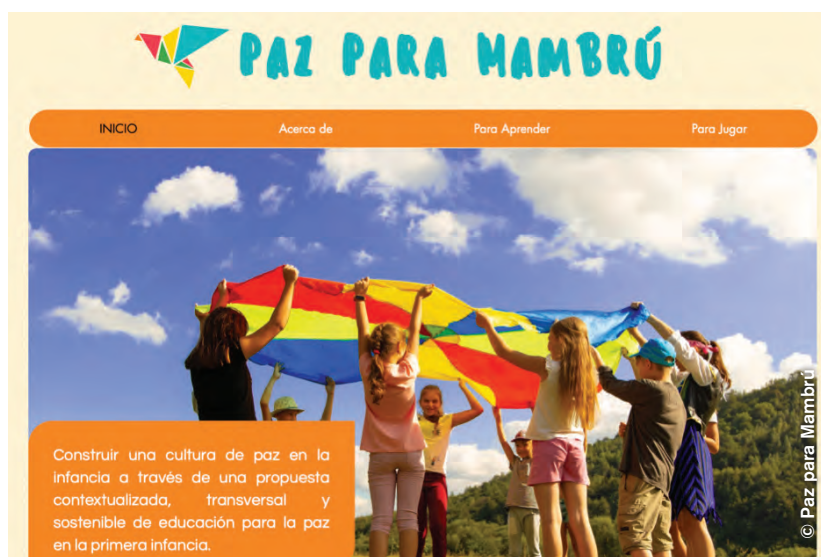 PAZ PARA MAMBRÚ
INICIO Acerca de Para Aprender Para Jugar
Construir una cultura de paz en la
infancia a través de una propuesta
contextualizada, transversal y
sostenible de educación para la paz
en la primera infancia.
© Paz para Mambrú